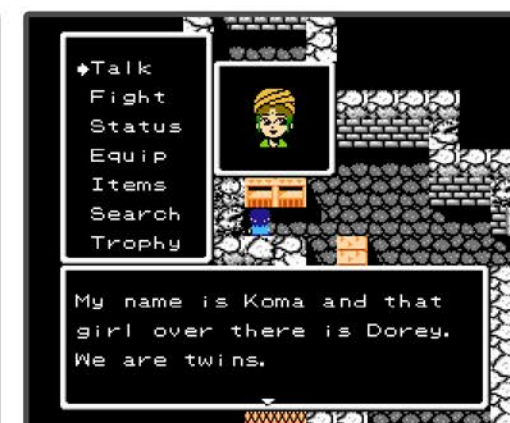 Talk
Fight
Status
Equip
Items
Search
Trophy
My name is Koma and that
girl over there is Dorey.
We are twins.